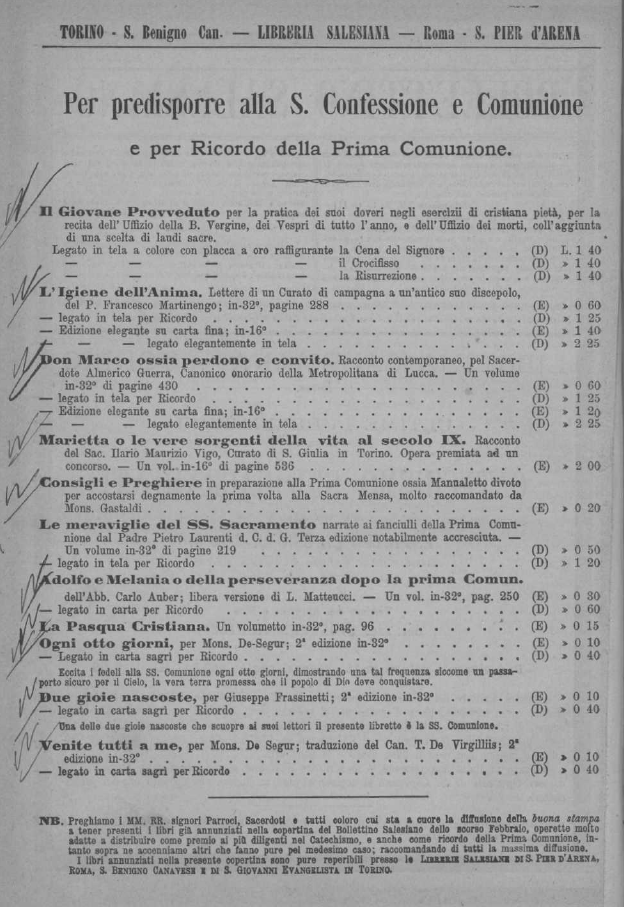 TORINO - S. Benigno Can. — LIBRERIA SALESIANA — Roma - S. PIER d'ARENA
Per predisporre alla S. Confessione e Comunione
e per Ricordo della Prima Comunione.
Il Giovane Provveduto per la pratica dei suoi doveri negli esercizii di cristiana pietà, per la
recita dell' Uffizio della B. Vergine, dei Vespri di tutto l'anno, e dell'Uffizio dei morti, coll'aggiunta
di una scelta di laudi sacre.
Legato in tela a colore con placca a oro raffigurante la Cena del Signore . . . . . (D) L. 1 40
— — — — il Crocifisso . . . . . . . (D) » 1 40
— — — — la Risurrezione . . . . . . (D) » 1 40
L'Igiene dell'Anima. Lettere di un Curato di campagna a un'antico suo discepolo,
del P. Francesco Martinengo; in-32°, pagine 288 . . . . . . . . . . (E) » 0 60
— legato in tela per Ricordo . . . . . . . . . . . . . . . (D) » 1 25
— Edizione elegante su carta fina; in-16° . . . . . . . . . . . . (E) » 1 40
— — — legato elegantemente in tela . . . . . . . . . . . (D) » 2 25
Don Marco ossia perdono e convito. Racconto contemporaneo, pel Sacer-
dote Almerico Guerra, Canonico onorario della Metropolitana di Lucca. — Un volume
in-32° di pagine 430 . . . . . . . . . . . . . . . . (E) » 0 60
— legato in tela per Ricordo . . . . . . . . . . . . . . . (D) » 1 25
— Edizione elegante su carta fina; in-16° . . . . . . . . . . . . (E) » 1 20
— — — legato elegantemente in tela . . . . . . . . . . . (D) » 2 25
Marietta o le vere sorgenti della vita al secolo IX. Racconto
del Sac. Ilario Maurizio Vigo, Curato di S. Giulia in Torino. Opera premiata ad un
concorso. — Un vol. in-16° di pagine 536 . . . . . . . . . . . . (E) » 2 00
Consigli e Preghiere in preparazione alla Prima Comunione ossia Manualetto divoto
per accostarsi degnamente la prima volta alla Sacra Mensa, molto raccomandato da
Mons. Gastaldi . . . . . . . . . . . . . . . . . . (E) » 0 20
Le meraviglie del SS. Sacramento narrate ai fanciulli della Prima Comu-
nione dal Padre Pietro Laurenti d. C. d. G. Terza edizione notabilmente accresciuta. —
Un volume in-32° di pagine 219 . . . . . . . . . . . . . (D) » 0 50
— legato in tela per Ricordo . . . . . . . . . . . . . . . (D) » 1 20
Adolfo e Melania o della perseveranza dopo la prima Comun.
dell'Abb. Carlo Auber; libera versione di L. Matteucci. — Un vol. in-32°, pag. 250 (E) » 0 30
— legato in carta per Ricordo . . . . . . . . . . . . . . . (D) » 0 60
La Pasqua Cristiana. Un volumetto in-32°, pag. 96 . . . . . . . . (E) » 0 15
Ogni otto giorni, per Mons. De-Segur; 2ª edizione in-32° . . . . . . . . (E) » 0 10
— Legato in carta sagrì per Ricordo . . . . . . . . . . . . . (D) » 0 40
Eccita i fedeli alla SS. Comunione ogni otto giorni, dimostrando una tal frequenza siccome un passa-
porto sicuro per il Cielo, la vera terra promessa che il popolo di Dio deve conquistare.
Due gioie nascoste, per Giuseppe Frassinetti; 2ª edizione in-32° . . . . . . (E) » 0 10
— legato in carta sagrì per Ricordo . . . . . . . . . . . . . (D) » 0 40
Una delle due gioie nascoste che scuopre ai suoi lettori il presente libretto è la SS. Comunione.
Venite tutti a me, per Mons. De Segur; traduzione del Can. T. De Virgiliis; 2ª
edizione in-32° . . . . . . . . . . . . . . . . . . (E) » 0 10
— legato in carta sagrì per Ricordo . . . . . . . . . . . . . (D) » 0 40
NB. Preghiamo i MM. RR. signori Parroci, Sacerdoti e tutti coloro cui sta a cuore la diffusione della buona stampa
a tener presenti i libri già annunziati nella copertina del Bollettino Salesiano dello scorso Febbraio, operette molto
adatte a distribuire come premio ai più diligenti nel Catechismo, e anche come ricordo della Prima Comunione, in-
tanto sopra ne accenniamo altri che fanno pure pel medesimo caso; raccomandando di tutti la massima diffusione.
I libri annunziati nella presente copertina sono pure reperibili presso le LIBRERIE SALESIANE DI S. PIER D'ARENA,
ROMA, S. BENIGNO CANAVESE E DI S. GIOVANNI EVANGELISTA IN TORINO.